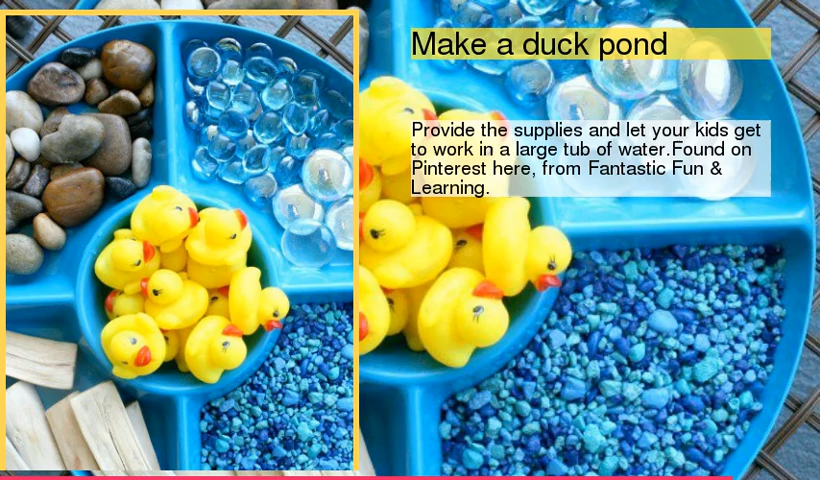 Make a duck pond
Provide the supplies and let your kids get
to work in a large tub of water.Found on
Pinterest here, from Fantastic Fun &
Learning.